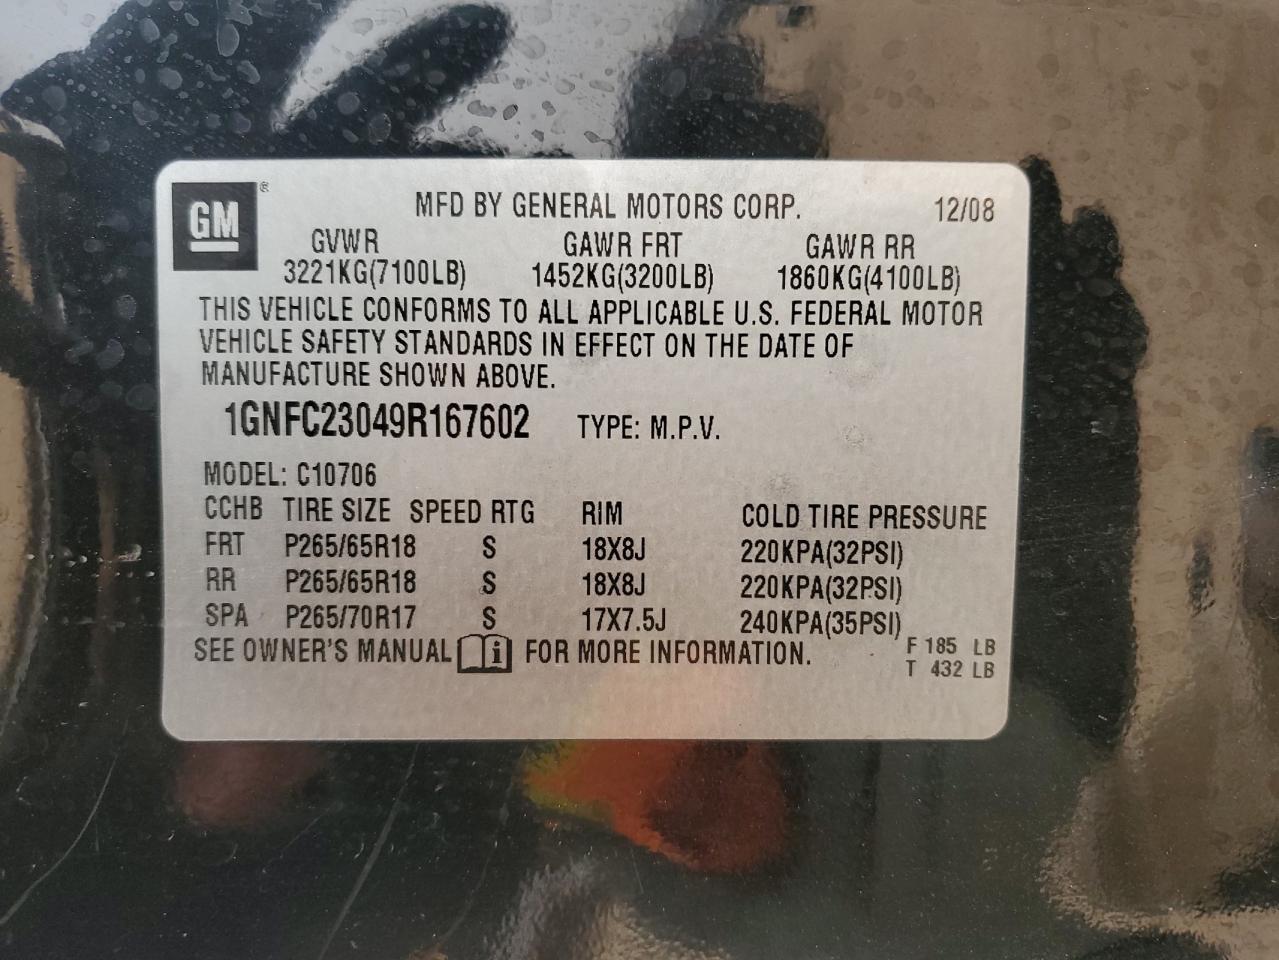 GM ®
MFD BY GENERAL MOTORS CORP. 12/08
GVWR GAWR FRT GAWR RR
3221KG(7100LB) 1452KG(3200LB) 1860KG(4100LB)
THIS VEHICLE CONFORMS TO ALL APPLICABLE U.S. FEDERAL MOTOR
VEHICLE SAFETY STANDARDS IN EFFECT ON THE DATE OF
MANUFACTURE SHOWN ABOVE.
1GNFC23049R167602 TYPE: M.P.V.
MODEL: C10706
CCHB TIRE SIZE SPEED RTG RIM COLD TIRE PRESSURE
FRT P265/65R18 S 18X8J 220KPA(32PSI)
RR P265/65R18 S 18X8J 220KPA(32PSI)
SPA P265/70R17 S 17X7.5J 240KPA(35PSI)
SEE OWNER'S MANUAL i FOR MORE INFORMATION.
F 185 LB
T 432 LB